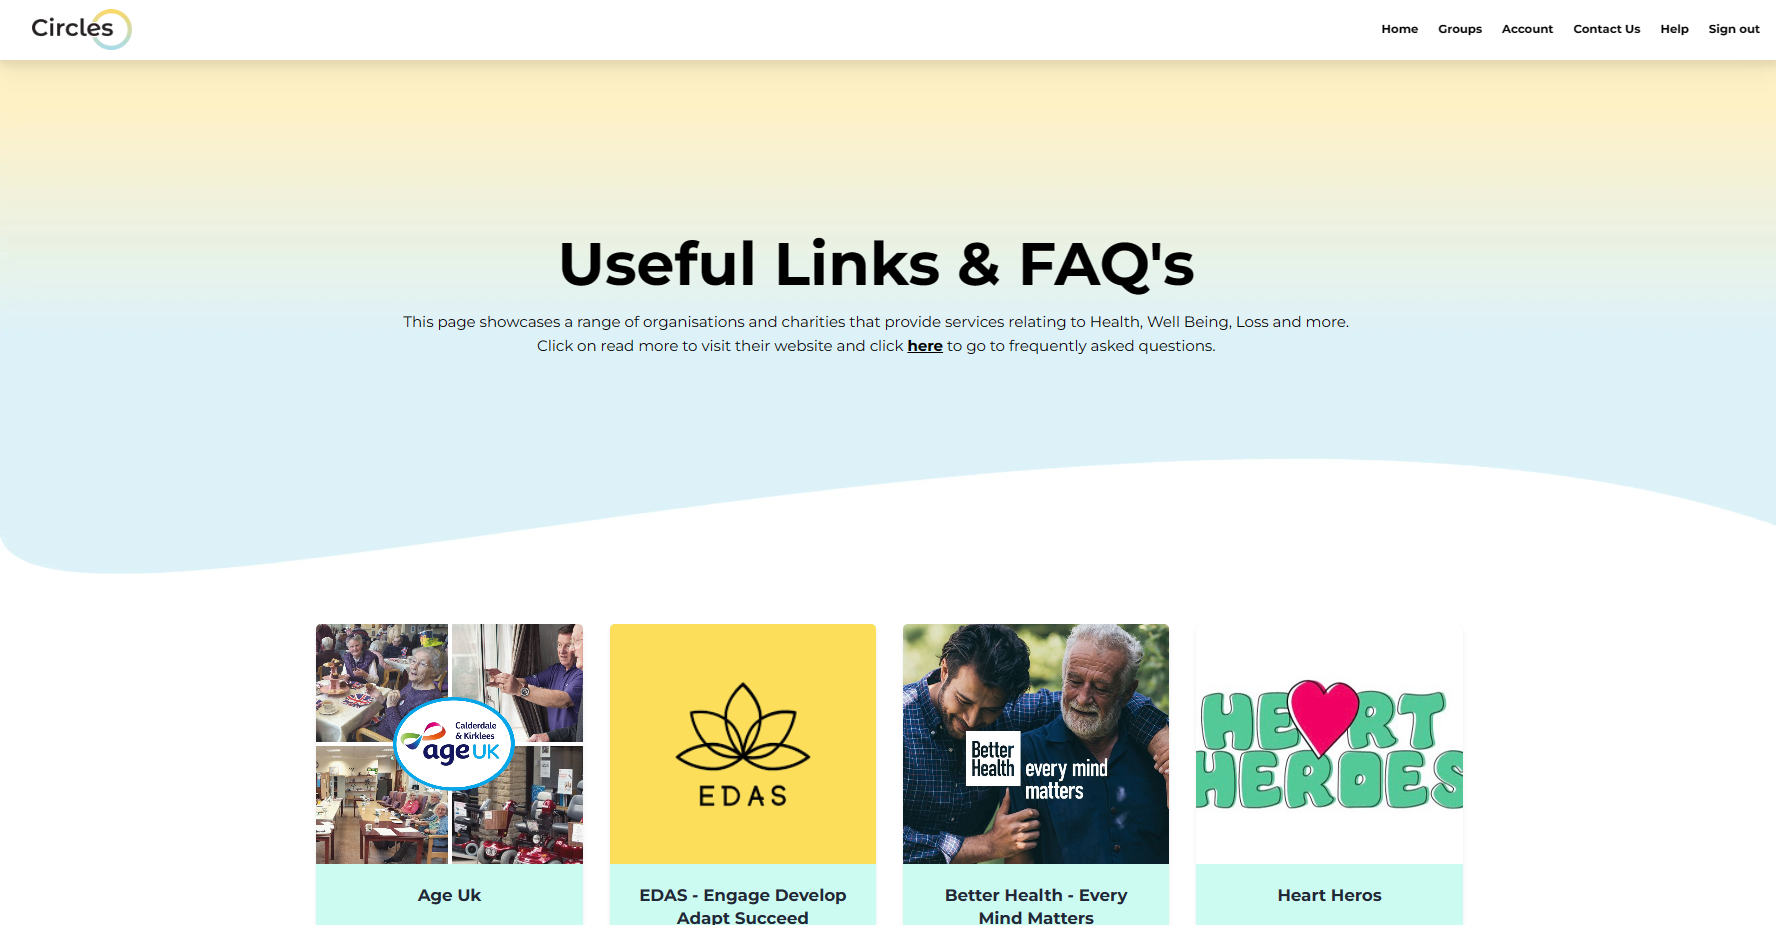 Circles
Home Groups Account Contact Us Help Sign out
Useful Links & FAQ's
This page showcases a range of organisations and charities that provide services relating to Health, Well Being, Loss and more.
Click on read more to visit their website and click here to go to frequently asked questions.
Calderdale
& Kirklees
age UK
EDAS
Better
Health
every mind
matters
HEART
HEROES
Age Uk
EDAS - Engage Develop
Adapt Succeed
Better Health - Every
Mind Matters
Heart Heros